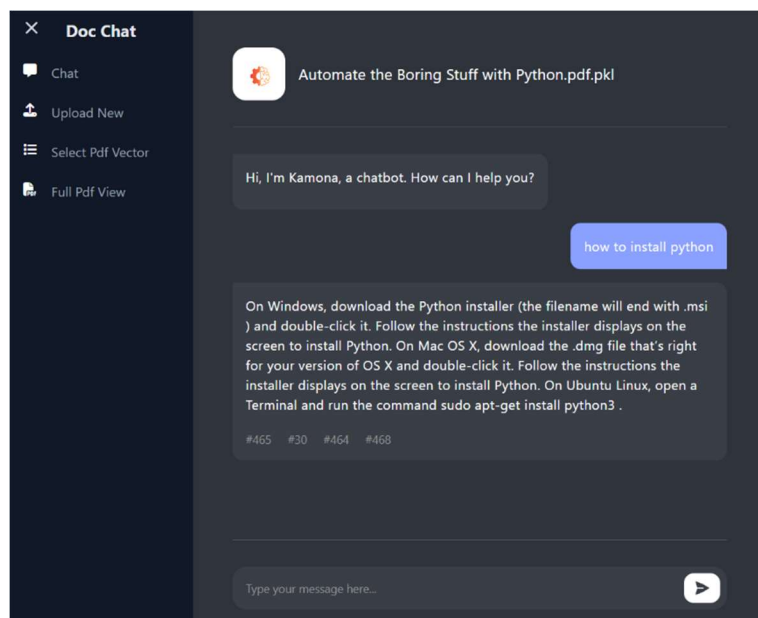 Doc Chat
Chat
Upload New
Select Pdf Vector
Full Pdf View
Automate the Boring Stuff with Python.pdf.pkl
Hi, I'm Kamona, a chatbot. How can I help you?
how to install python
On Windows, download the Python installer (the filename will end with .msi
) and double-click it. Follow the instructions the installer displays on the
screen to install Python. On Mac OS X, download the .dmg file that's right
for your version of OS X and double-click it. Follow the instructions the
installer displays on the screen to install Python. On Ubuntu Linux, open a
Terminal and run the command sudo apt-get install python3 .
#465 #30 #464 #468
Type your message here...